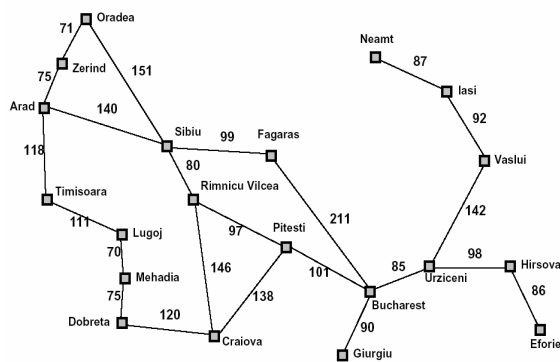 Oradea
71
Neamt
87
Zerind
151
75
Iasi
Arad
140
92
Sibiu
99
Fagaras
118
80
Vaslui
Timisoara
Rimnicu Vilcea
111
211
142
Lugoj
97
Pitesti
70
98
Hirsova
146
101
85
Mehadia
Urziceni
75
138
86
Bucharest
Dobreta
120
90
Craiova
Eforie
Giurgiu